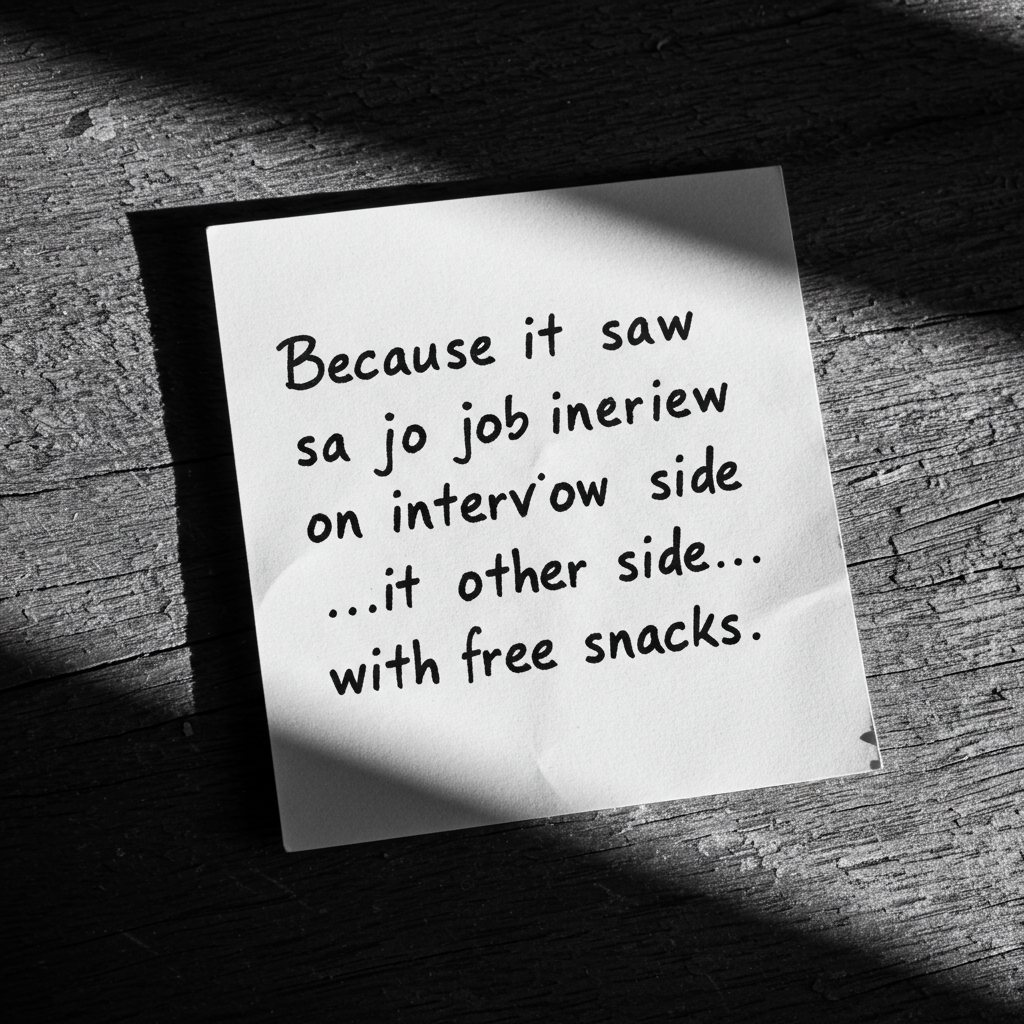 Because it saw
sa jo job ineriew
on interv'ow side
...it other side...
with free snacks.